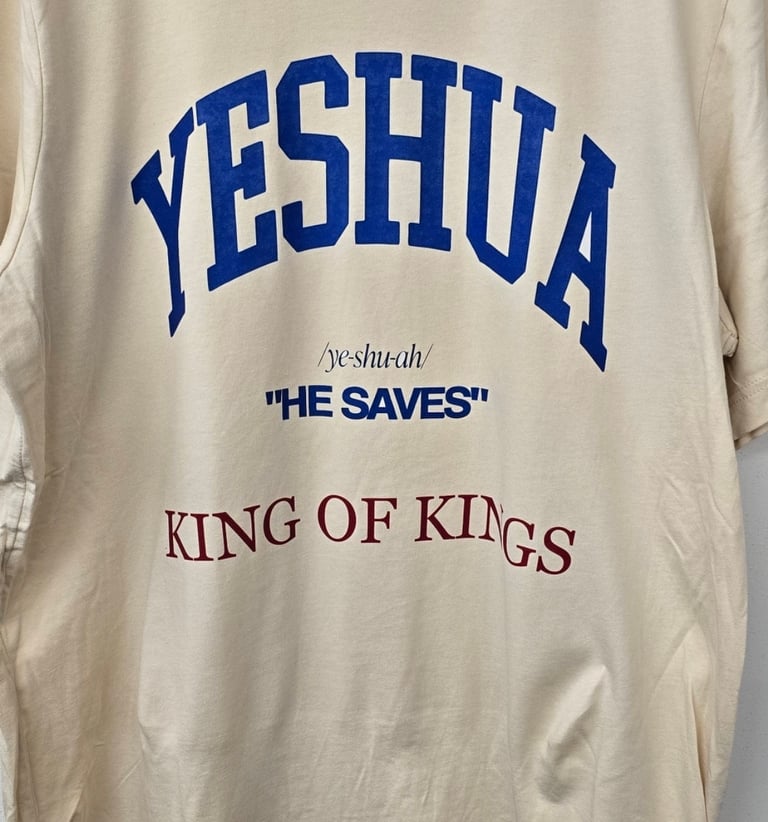 YESHUA
/ye-shu-ah/
"HE SAVES"
KING OF KINGS